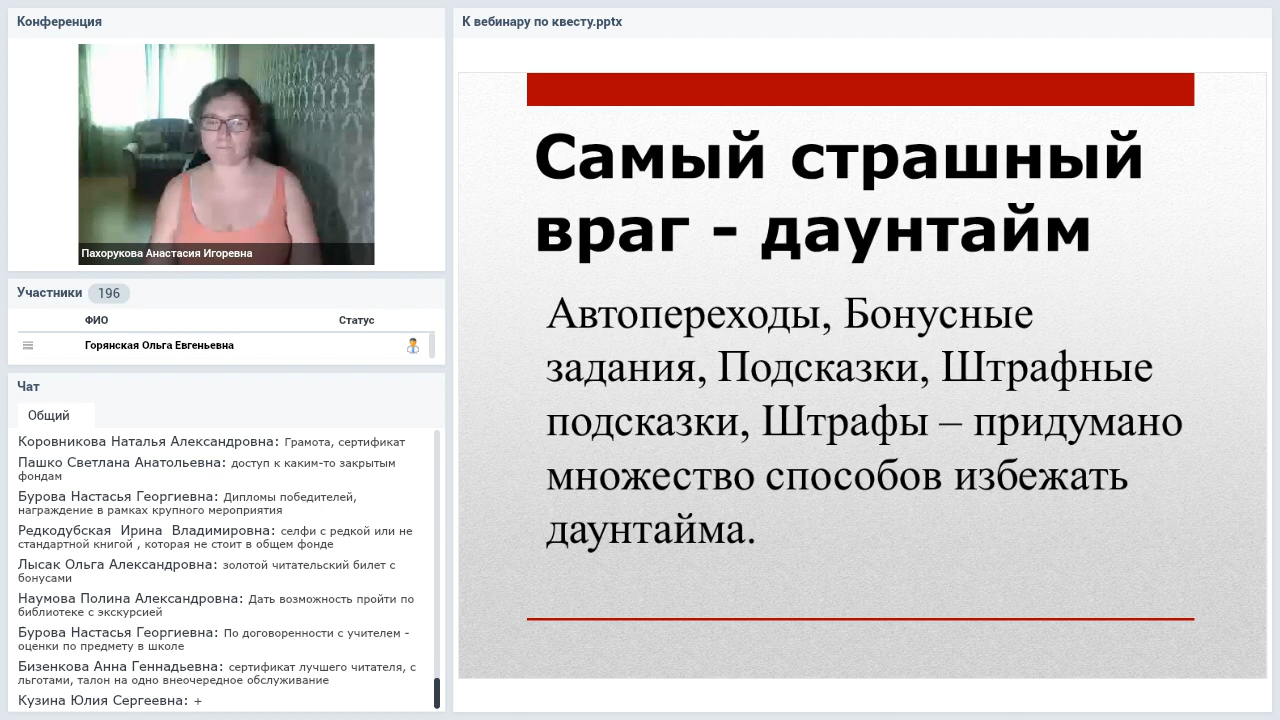 Конференция
Пахорукова Анастасия Игоревна
Участники 196
ФИО Статус
Горянская Ольга Евгеньевна
Чат
Общий
Коровникова Наталья Александровна: Грамота, сертификат
Пашко Светлана Анатольевна: доступ к каким-то закрытым
фондам
Бурова Настасья Георгиевна: Дипломы победителей,
награждение в рамках крупного мероприятия
Редкодубская Ирина Владимировна: селфи с редкой или не
стандартной книгой , которая не стоит в общем фонде
Лысак Ольга Александровна: золотой читательский билет с
бонусами
Наумова Полина Александровна: Дать возможность пройти по
библиотеке с экскурсией
Бурова Настасья Георгиевна: По договоренности с учителем -
оценки по предмету в школе
Бизенкова Анна Геннадьевна: сертификат лучшего читателя, с
льготами, талон на одно внеочередное обслуживание
Кузина Юлия Сергеевна: +
К вебинару по квесту.pptx
Самый страшный
враг - даунтайм
Автопереходы, Бонусные
задания, Подсказки, Штрафные
подсказки, Штрафы – придумано
множество способов избежать
даунтайма.